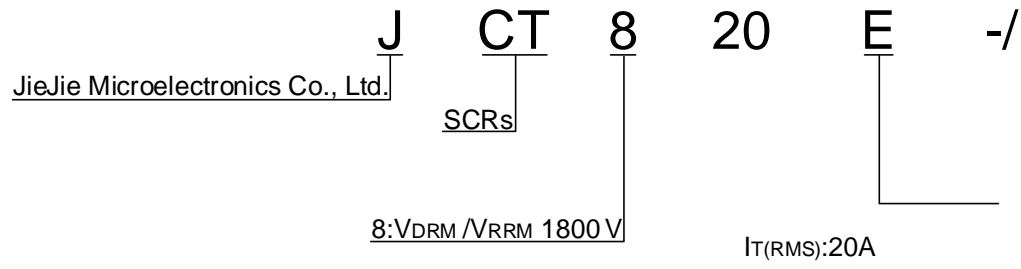 J CT 8 20 E -/
JieJie Microelectronics Co., Ltd.
SCRs
8:VDRM /VRRM 1800 V
IT(RMS):20A